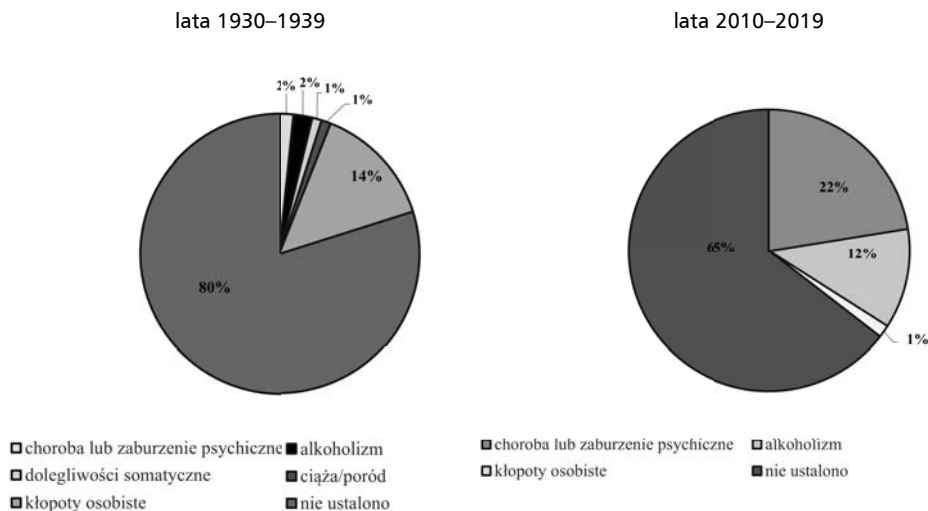 lata 1930–1939
lata 2010–2019
2%
2%
1%
1%
14%
80%
22%
12%
1%
65%
choroba lub zaburzenie psychiczne
alkoholizm
dolegliwości somatyczne
ciąża/poród
kłopoty osobiste
nie ustalono
choroba lub zaburzenie psychiczne
alkoholizm
kłopoty osobiste
nie ustalono